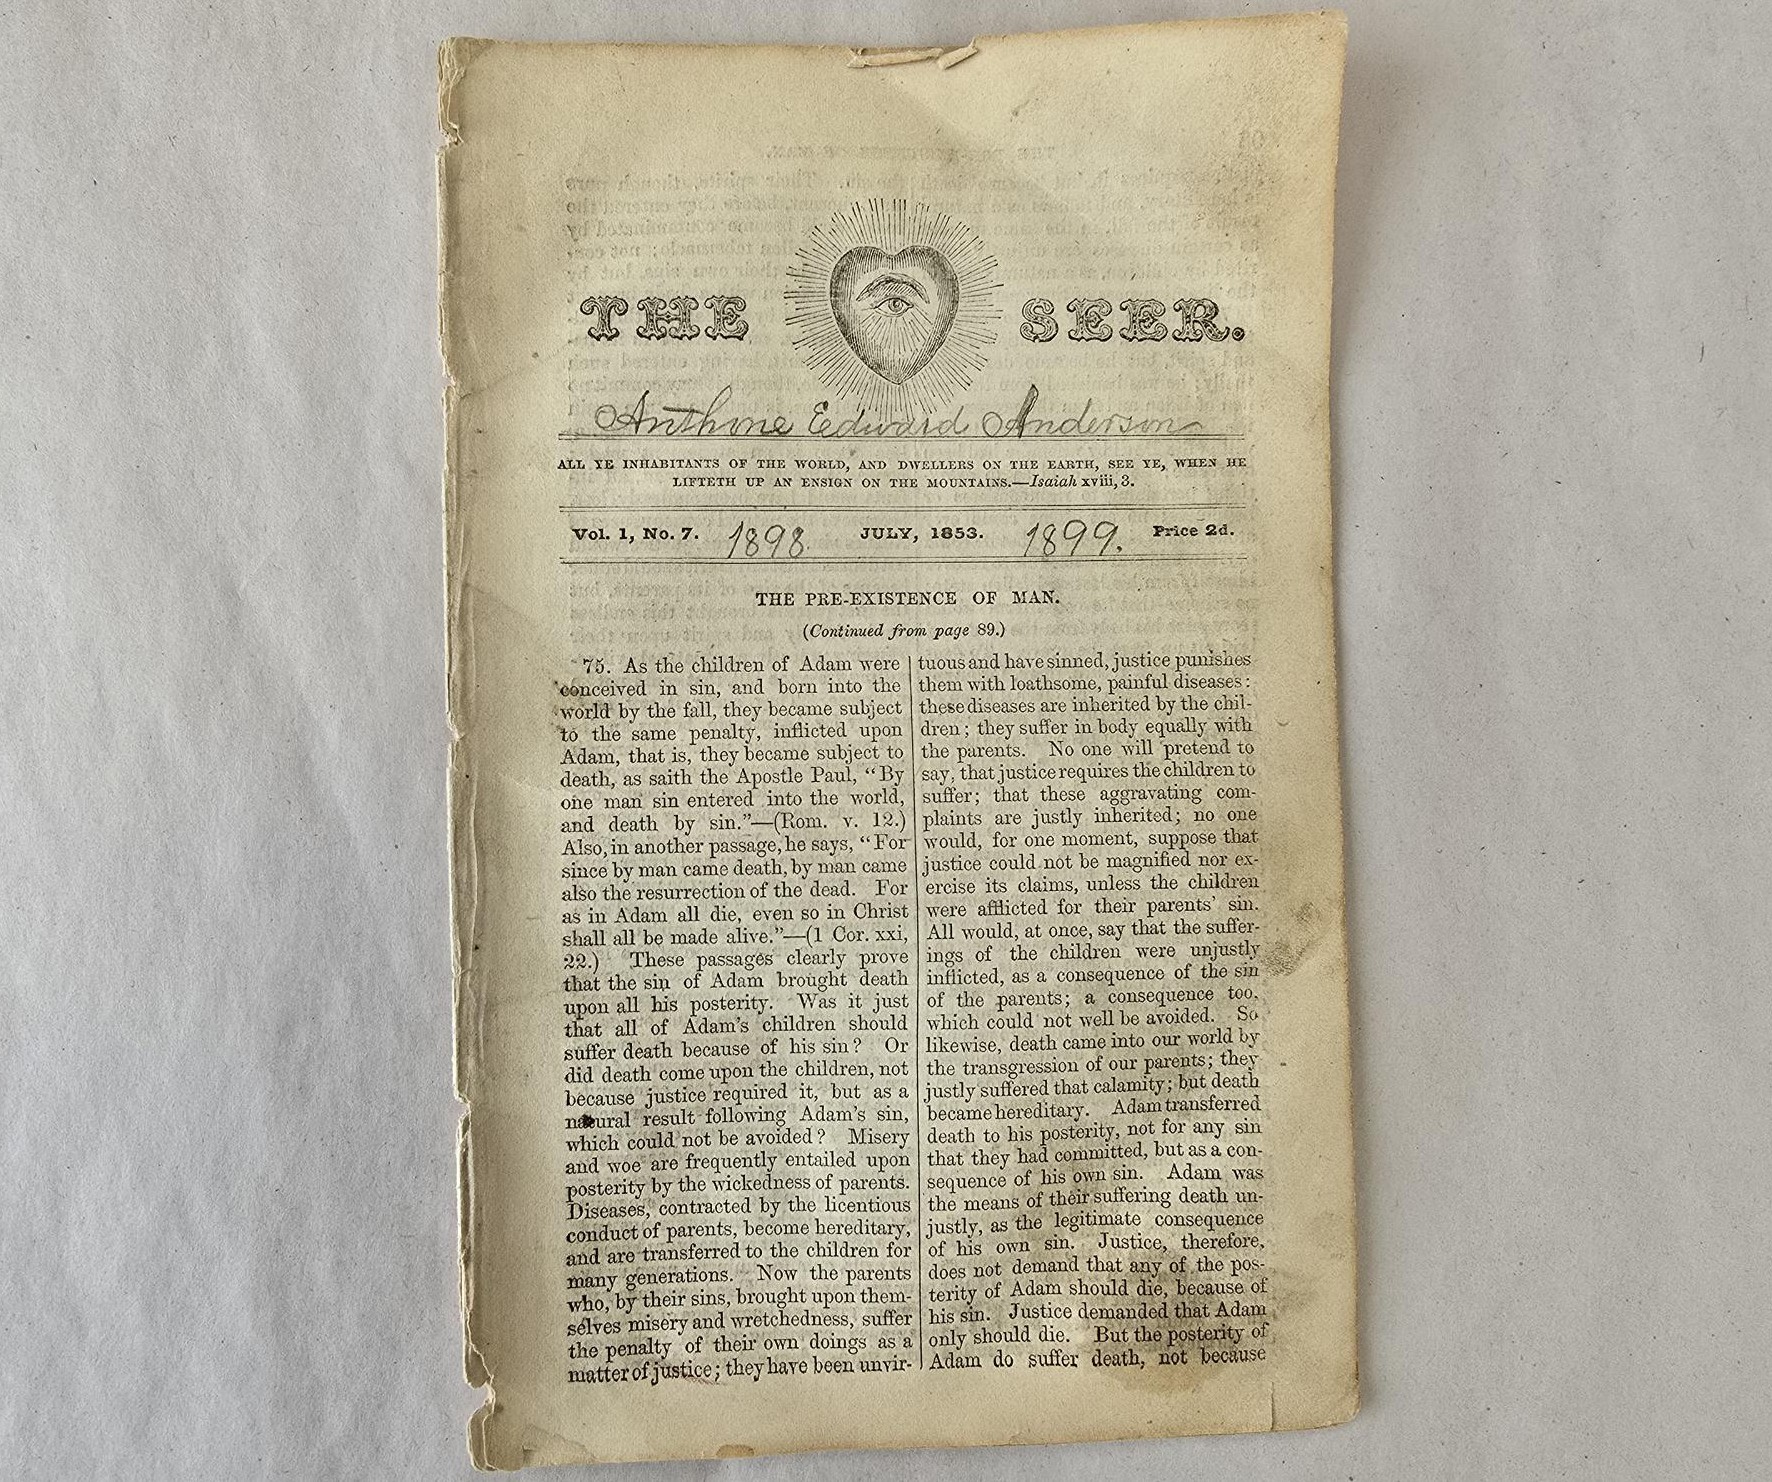 THE SEER.
Anthone Edward Anderson
ALL YE INHABITANTS OF THE WORLD, AND DWELLERS ON THE EARTH, SEE YE, WHEN HE
LIFTETH UP AN ENSIGN ON THE MOUNTAINS.—Isaiah xviii, 3.
Vol. 1, No. 7. 1898. JULY, 1853. 1899. Price 2d.
THE PRE-EXISTENCE OF MAN.
(Continued from page 89.)
75. As the children of Adam were
conceived in sin, and born into the
world by the fall, they became subject
to the same penalty, inflicted upon
Adam, that is, they became subject to
death, as saith the Apostle Paul, “By
one man sin entered into the world,
and death by sin.”—(Rom. v. 12.)
Also, in another passage, he says, “For
since by man came death, by man came
also the resurrection of the dead. For
as in Adam all die, even so in Christ
shall all be made alive.”—(1 Cor. xxi,
22.) These passages clearly prove
that the sin of Adam brought death
upon all his posterity. Was it just
that all of Adam’s children should
suffer death because of his sin? Or
did death come upon the children, not
because justice required it, but as a
natural result following Adam’s sin,
which could not be avoided? Misery
and woe are frequently entailed upon
posterity by the wickedness of parents.
Diseases, contracted by the licentious
conduct of parents, become hereditary,
and are transferred to the children for
many generations. Now the parents
who, by their sins, brought upon them-
selves misery and wretchedness, suffer
the penalty of their own doings as a
matter of justice; they have been unvir-
tuous and have sinned, justice punishes
them with loathsome, painful diseases:
these diseases are inherited by the chil-
dren; they suffer in body equally with
the parents. No one will pretend to
say, that justice requires the children to
suffer; that these aggravating com-
plaints are justly inherited; no one
would, for one moment, suppose that
justice could not be magnified nor ex-
ercise its claims, unless the children
were afflicted for their parents’ sin.
All would, at once, say that the suffer-
ings of the children were unjustly
inflicted, as a consequence of the sin
of the parents; a consequence too,
which could not well be avoided. So
likewise, death came into our world by
the transgression of our parents; they
justly suffered that calamity; but death
became hereditary. Adam transferred
death to his posterity, not for any sin
that they had committed, but as a con-
sequence of his own sin. Adam was
the means of their suffering death un-
justly, as the legitimate consequence
of his own sin. Justice, therefore,
does not demand that any of the pos-
terity of Adam should die, because of
his sin. Justice demanded that Adam
only should die. But the posterity of
Adam do suffer death, not because